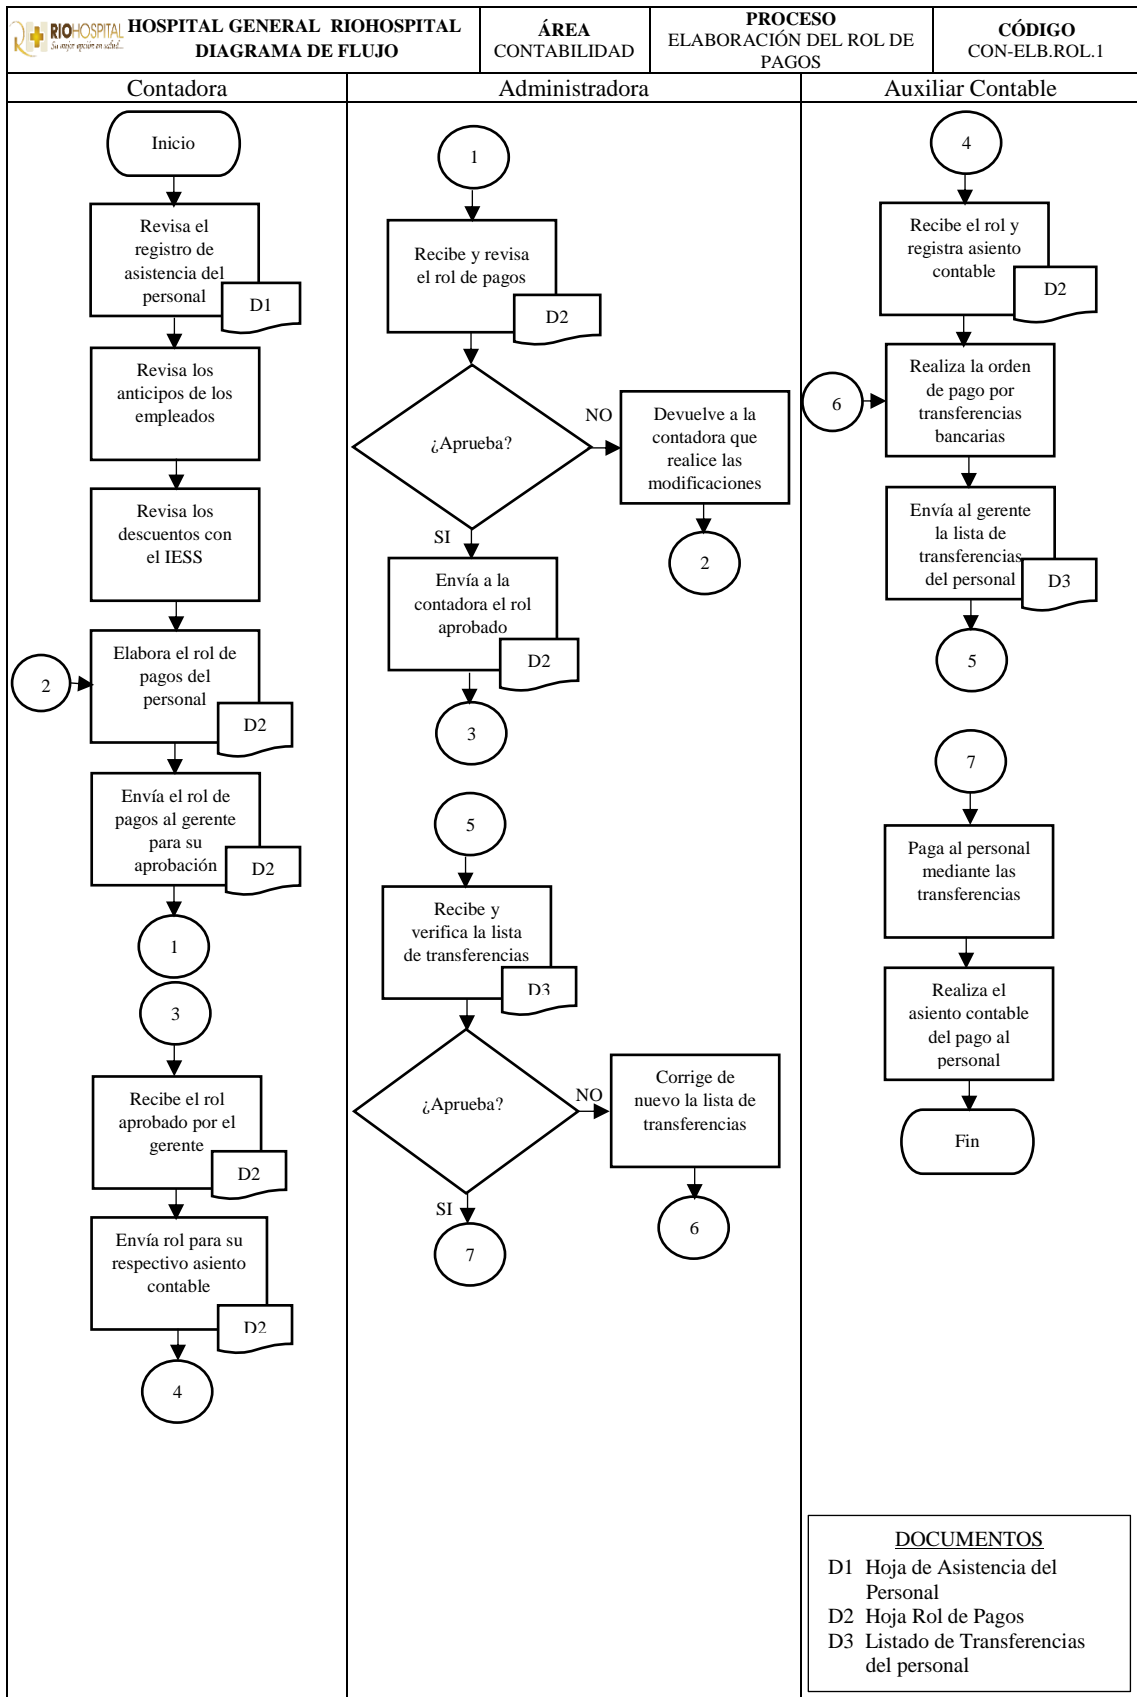 RIOHOSPITAL
Su mejor opción en salud...
HOSPITAL GENERAL RIOHOSPITAL
DIAGRAMA DE FLUJO
ÁREA
CONTABILIDAD
PROCESO
ELABORACIÓN DEL ROL DE
PAGOS
CÓDIGO
CON-ELB.ROL.1
Contadora
Administradora
Auxiliar Contable
Inicio
Revisa el
registro de
asistencia del
personal
D1
Revisa los
anticipos de los
empleados
Revisa los
descuentos con
el IESS
2
Elabora el rol de
pagos del
personal
D2
Envía el rol de
pagos al gerente
para su
aprobación
D2
1
3
Recibe el rol
aprobado por el
gerente
D2
Envía rol para su
respectivo asiento
contable
D2
4
1
Recibe y revisa
el rol de pagos
D2
¿Aprueba?
NO
Devuelve a la
contadora que
realice las
modificaciones
2
SI
Envía a la
contadora el rol
aprobado
D2
3
5
Recibe y
verifica la lista
de transferencias
D3
¿Aprueba?
NO
Corrige de
nuevo la lista de
transferencias
6
SI
7
4
Recibe el rol y
registra asiento
contable
D2
6
Realiza la orden
de pago por
transferencias
bancarias
Envía al gerente
la lista de
transferencias
del personal
D3
5
7
Paga al personal
mediante las
transferencias
Realiza el
asiento contable
del pago al
personal
Fin
DOCUMENTOS
D1 Hoja de Asistencia del
Personal
D2 Hoja Rol de Pagos
D3 Listado de Transferencias
del personal